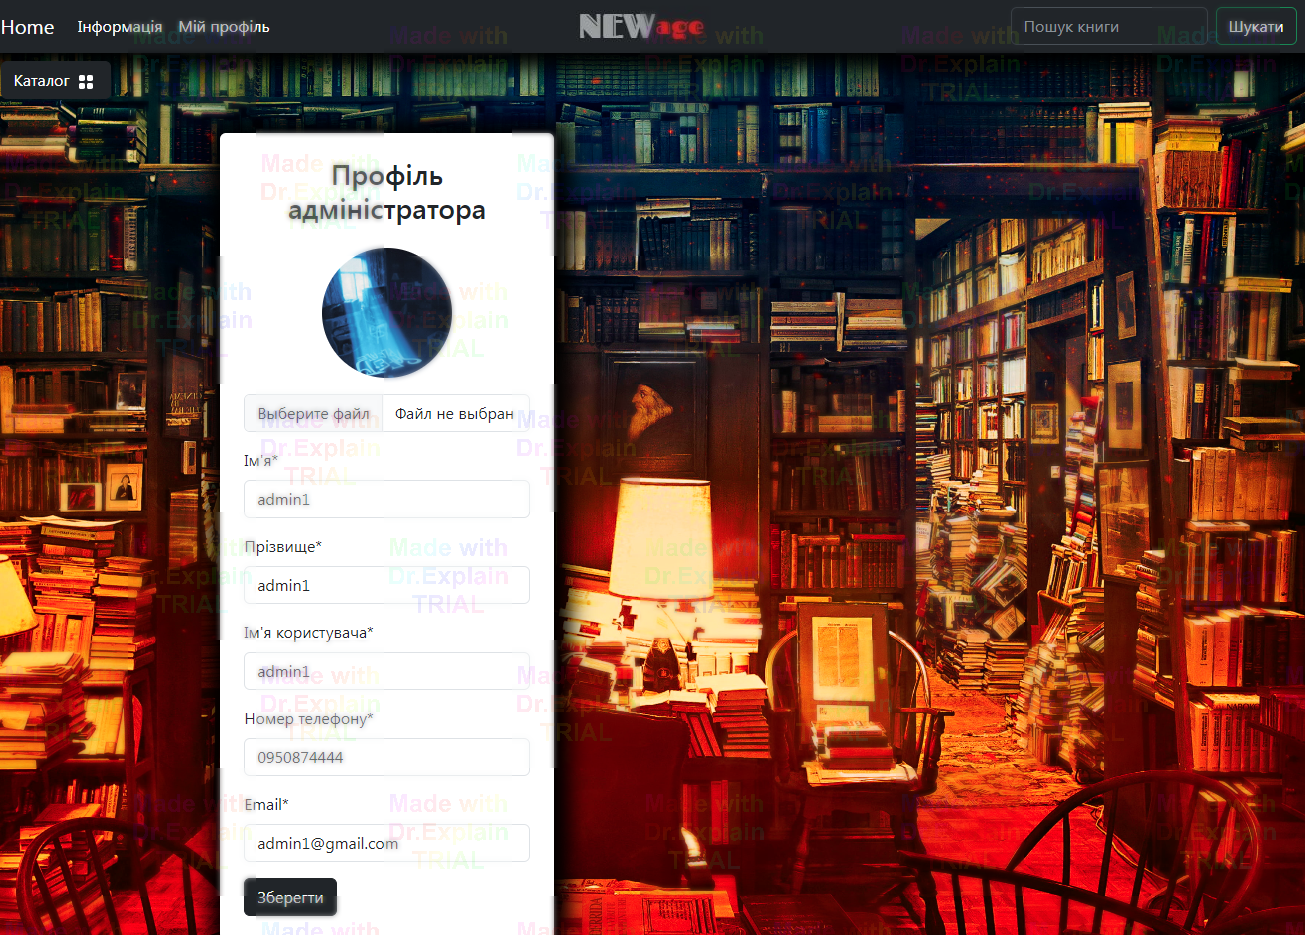 Home Інформація Мій профіль NEWage Пошук книги Шукати
Каталог
Профіль
адміністратора
Выберите файл Файл не выбран
Ім'я*
admin1
Прізвище*
admin1
Ім'я користувача*
admin1
Номер телефону*
0950874444
Email*
admin1@gmail.com
Зберегти
Made with
Dr.Explain
TRIAL